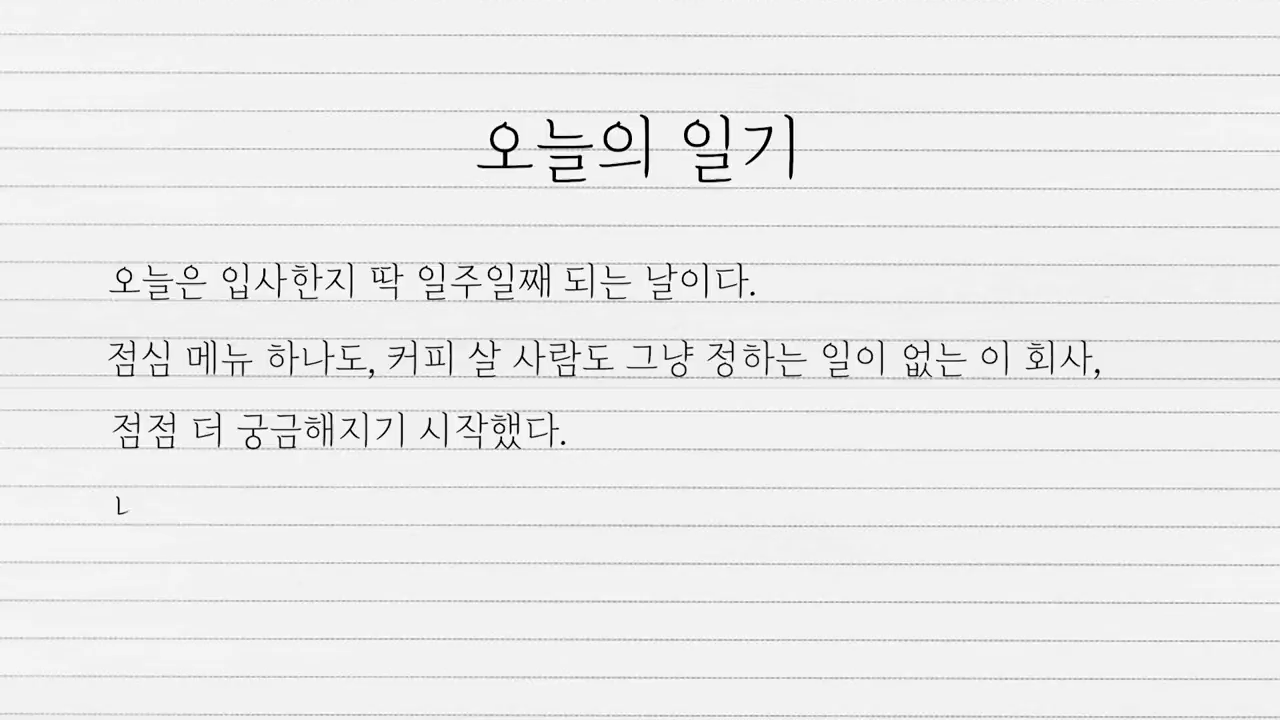 오늘의 일기
오늘은 입사한지 딱 일주일째 되는 날이다.
점심 메뉴 하나도, 커피 살 사람도 그냥 정하는 일이 없는 이 회사,
점점 더 궁금해지기 시작했다.
ㄴ